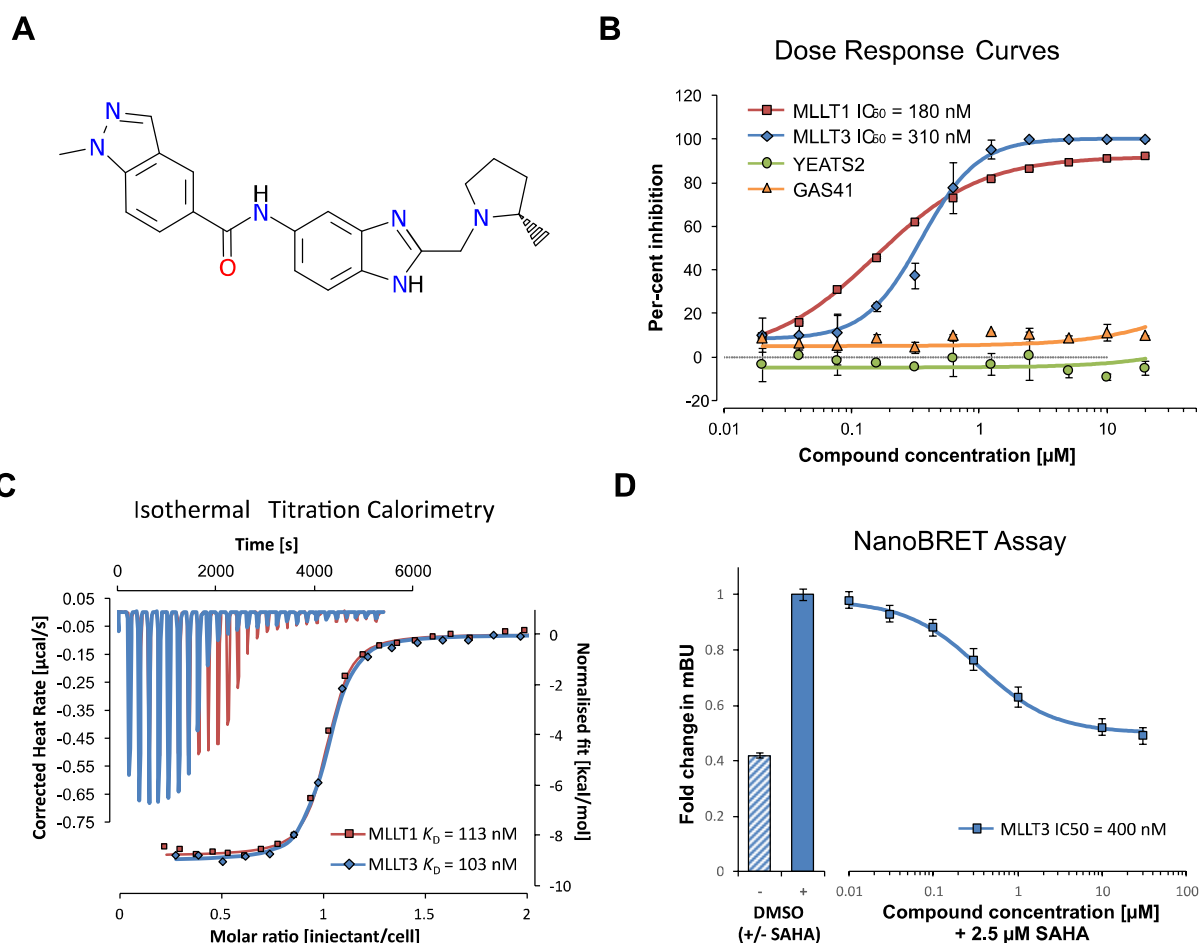 A
N
N
H
N
O
N
NH
N
B
Dose Response Curves
MLLT1 IC50 = 180 nM
MLLT3 IC50 = 310 nM
YEATS2
GAS41
120
100
80
60
40
20
0
-20
Per-cent inhibition
0.01
0.1
1
10
Compound concentration [µM]
C
Isothermal Titration Calorimetry
Time [s]
0
2000
4000
6000
0.05
-0.05
-0.15
-0.25
-0.35
-0.45
-0.55
-0.65
-0.75
Corrected Heat Rate [µcal/s]
0
-2
-4
-6
-8
-10
Normalised fit [kcal/mol]
MLLT1 KD = 113 nM
MLLT3 KD = 103 nM
0
0.5
1
1.5
2
Molar ratio [injectant/cell]
D
NanoBRET Assay
1
0.8
0.6
0.4
0.2
0
Fold change in mBU
MLLT3 IC50 = 400 nM
-
+
DMSO
(+/- SAHA)
0.01
0.1
1
10
100
Compound concentration [µM]
+ 2.5 µM SAHA